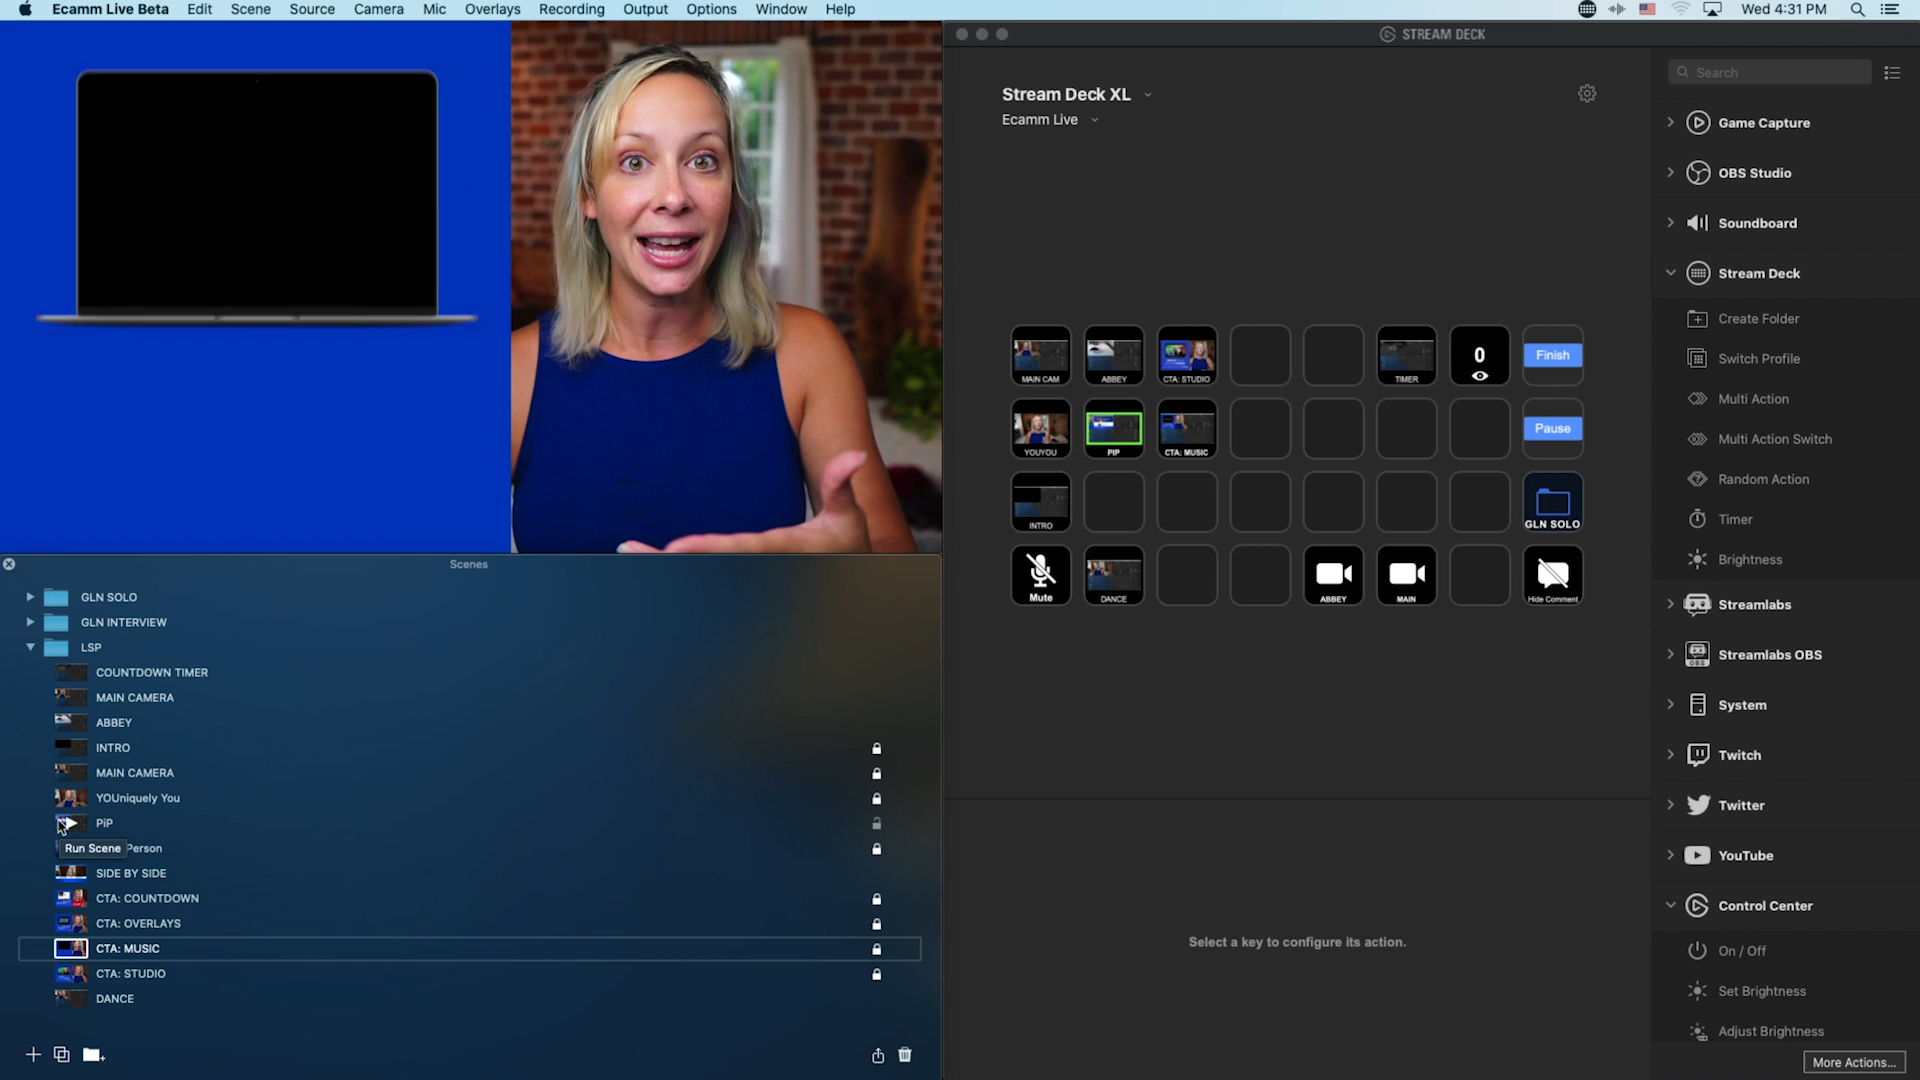 Ecamm Live Beta Edit Scene Source Camera Mic Overlays Recording Output Options Window Help Wed 4:31 PM
STREAM DECK
Stream Deck XL
Ecamm Live
Search
Game Capture
OBS Studio
Soundboard
Stream Deck
Create Folder
Switch Profile
Multi Action
Multi Action Switch
Random Action
Timer
Brightness
Streamlabs
OBS
Streamlabs OBS
System
Twitch
Twitter
YouTube
Control Center
On / Off
Set Brightness
Adjust Brightness
More Actions...
MAIN CAM
ABBEY
CTA: STUDIO
TIMER
0
Finish
YOUYOU
PIP
CTA: MUSIC
Pause
INTRO
GLN SOLO
Mute
DANCE
ABBEY
MAIN
Hide Comment
Select a key to configure its action.
Scenes
GLN SOLO
GLN INTERVIEW
LSP
COUNTDOWN TIMER
MAIN CAMERA
ABBEY
INTRO
MAIN CAMERA
YOUniquely You
PiP
Run Scene
Person
SIDE BY SIDE
CTA: COUNTDOWN
CTA: OVERLAYS
CTA: MUSIC
CTA: STUDIO
DANCE